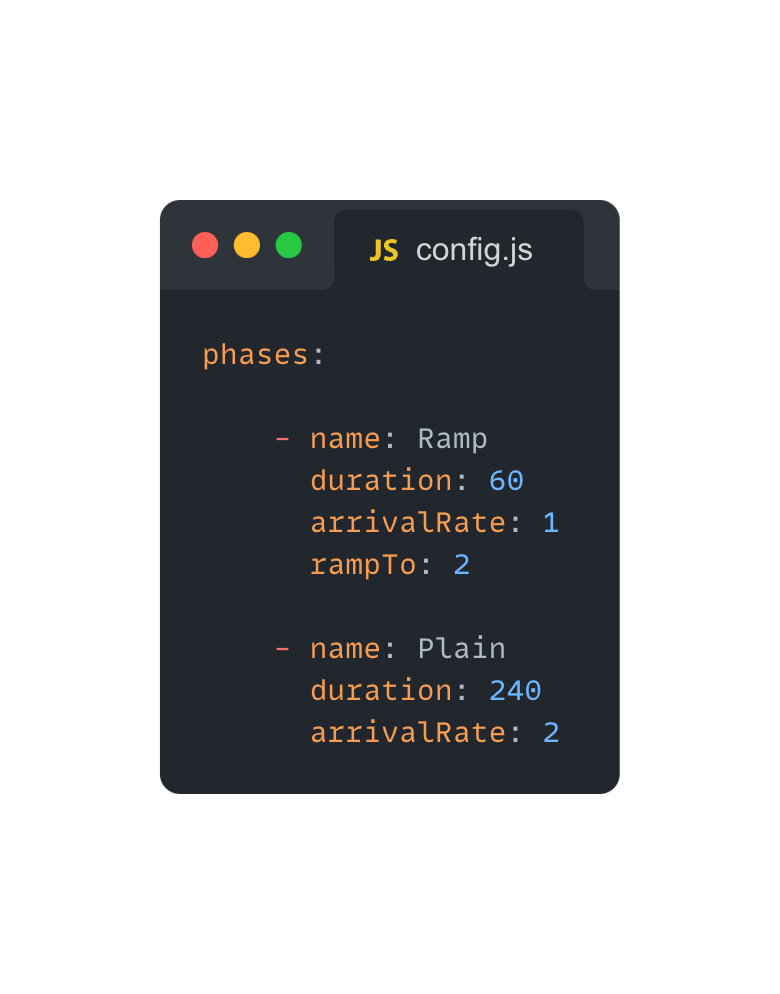 JS config.js
phases:
- name: Ramp
duration: 60
arrivalRate: 1
rampTo: 2
- name: Plain
duration: 240
arrivalRate: 2